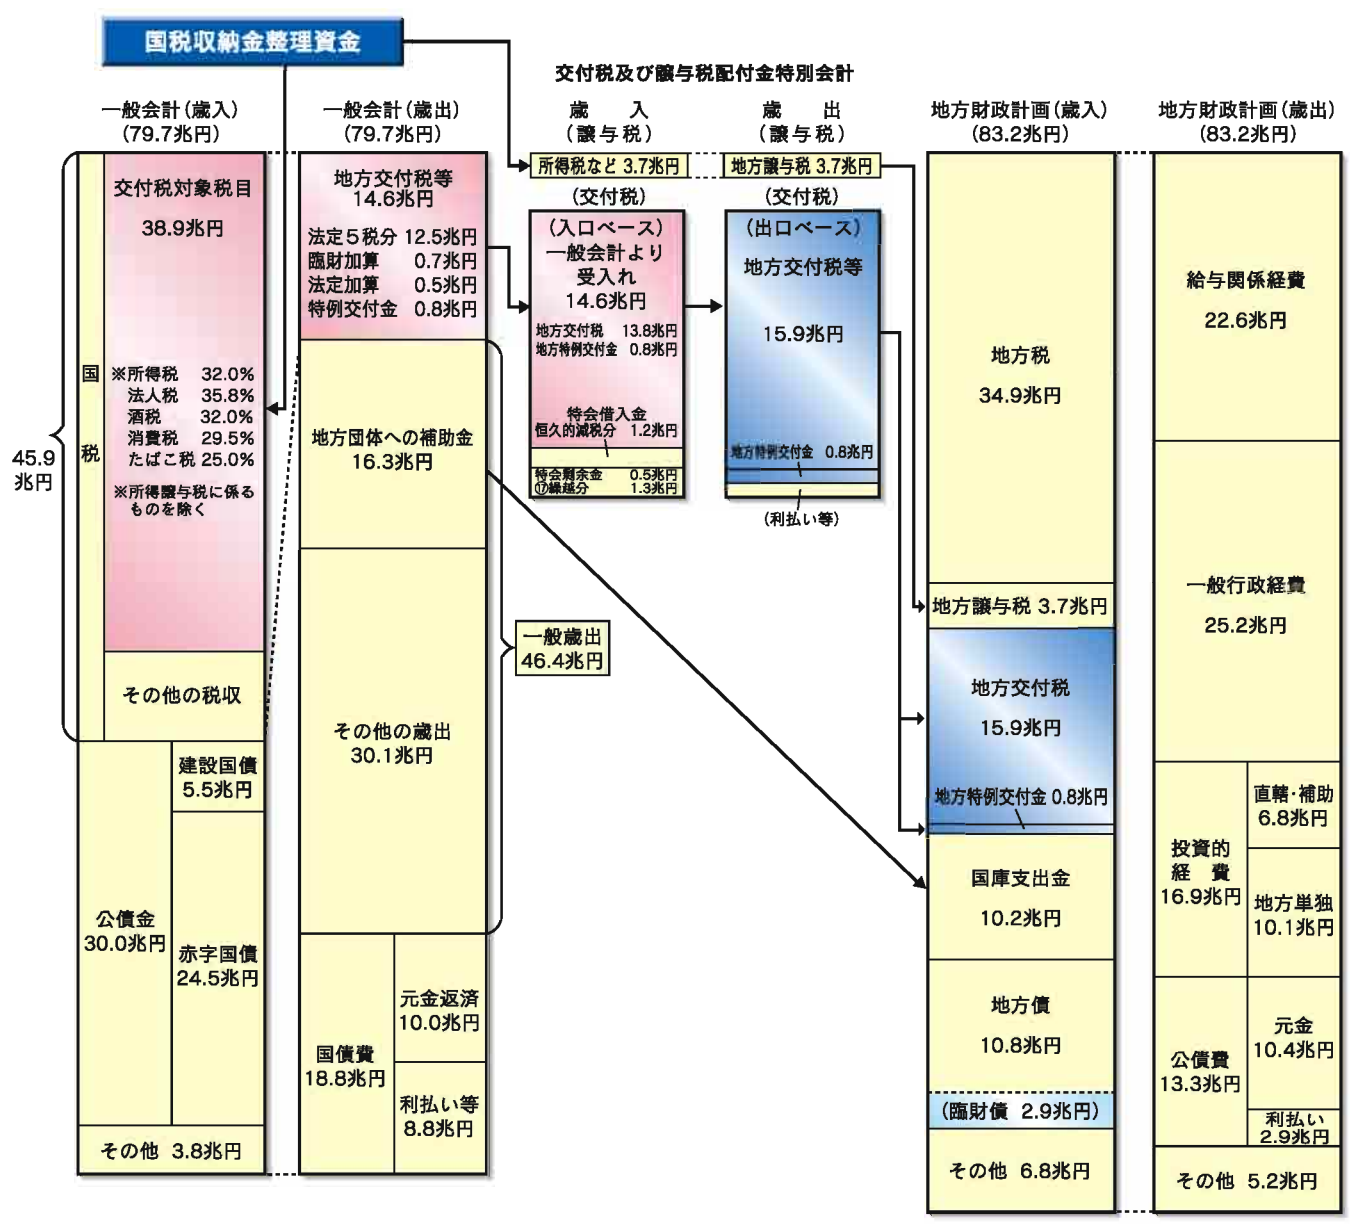 国税収納金整理資金
交付税及び譲与税配付金特別会計
一般会計（歳入）
（79.7兆円）
45.9
兆円
国
税
交付税対象税目
38.9兆円
※所得税 32.0%
法人税 35.8%
酒税 32.0%
消費税 29.5%
たばこ税 25.0%
※所得譲与税に係る
ものを除く
その他の税収
公債金
30.0兆円
建設国債
5.5兆円
赤字国債
24.5兆円
その他 3.8兆円
一般会計（歳出）
（79.7兆円）
地方交付税等
14.6兆円
法定５税分 12.5兆円
臨財加算 0.7兆円
法定加算 0.5兆円
特例交付金 0.8兆円
地方団体への補助金
16.3兆円
その他の歳出
30.1兆円
一般歳出
46.4兆円
国債費
18.8兆円
元金返済
10.0兆円
利払い等
8.8兆円
歳 入
（譲与税）
所得税など 3.7兆円
（交付税）
（入口ベース）
一般会計より
受入れ
14.6兆円
地方交付税 13.8兆円
地方特例交付金 0.8兆円
特会借入金
恒久的減税分 1.2兆円
特会剰余金 0.5兆円
⑰繰越分 1.3兆円
歳 出
（譲与税）
地方譲与税 3.7兆円
（交付税）
（出口ベース）
地方交付税等
15.9兆円
地方特例交付金 0.8兆円
（利払い等）
地方財政計画（歳入）
（83.2兆円）
地方税
34.9兆円
地方譲与税 3.7兆円
地方交付税
15.9兆円
地方特例交付金 0.8兆円
国庫支出金
10.2兆円
地方債
10.8兆円
（臨財債 2.9兆円）
その他 6.8兆円
地方財政計画（歳出）
（83.2兆円）
給与関係経費
22.6兆円
一般行政経費
25.2兆円
投資的
経 費
16.9兆円
直轄・補助
6.8兆円
地方単独
10.1兆円
公債費
13.3兆円
元金
10.4兆円
利払い
2.9兆円
その他 5.2兆円